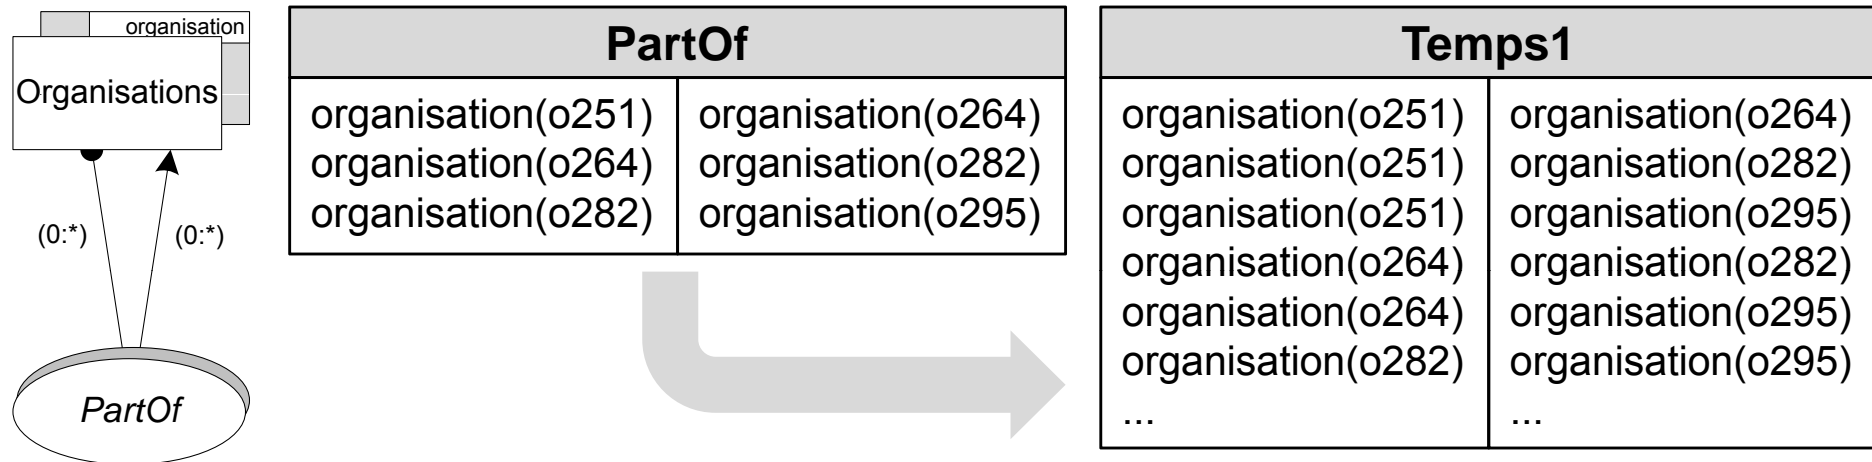 organisation
Organisations
(0:*) (0:*)
PartOf
PartOf
organisation(o251) organisation(o264)
organisation(o264) organisation(o282)
organisation(o282) organisation(o295)
Temps1
organisation(o251) organisation(o264)
organisation(o251) organisation(o282)
organisation(o251) organisation(o295)
organisation(o264) organisation(o282)
organisation(o264) organisation(o295)
organisation(o282) organisation(o295)
... ...